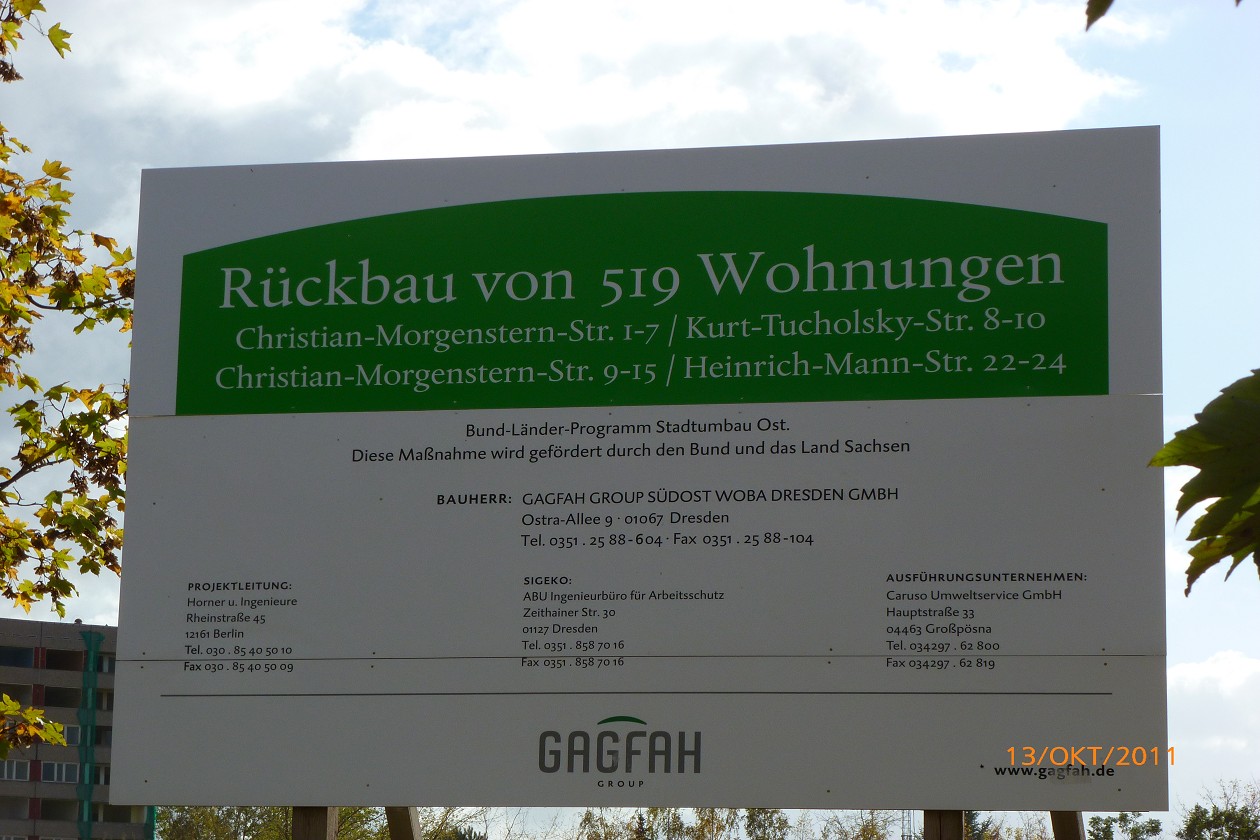 Rückbau von 519 Wohnungen
Christian-Morgenstern-Str. 1-7 / Kurt-Tucholsky-Str. 8-10
Christian-Morgenstern-Str. 9-15 / Heinrich-Mann-Str. 22-24
Bund-Länder-Programm Stadtumbau Ost.
Diese Maßnahme wird gefördert durch den Bund und das Land Sachsen
BAUHERR: GAGFAH GROUP SÜDOST WOBA DRESDEN GMBH
Ostra-Allee 9 · 01067 Dresden
Tel. 0351 . 25 88-604 · Fax 0351 . 25 88-104
PROJEKTLEITUNG:
Horner u. Ingenieure
Rheinstraße 45
12161 Berlin
Tel. 030 . 85 40 50 10
Fax 030 . 85 40 50 09
SIGEKO:
ABU Ingenieurbüro für Arbeitsschutz
Zeithainer Str. 30
01127 Dresden
Tel. 0351 . 858 70 16
Fax 0351 . 858 70 16
AUSFÜHRUNGSUNTERNEHMEN:
Caruso Umweltservice GmbH
Hauptstraße 33
04463 Großpösna
Tel. 034297 . 62 800
Fax 034297 . 62 819
GAGFAH
GROUP
13/OKT/2011
www.gagfah.de